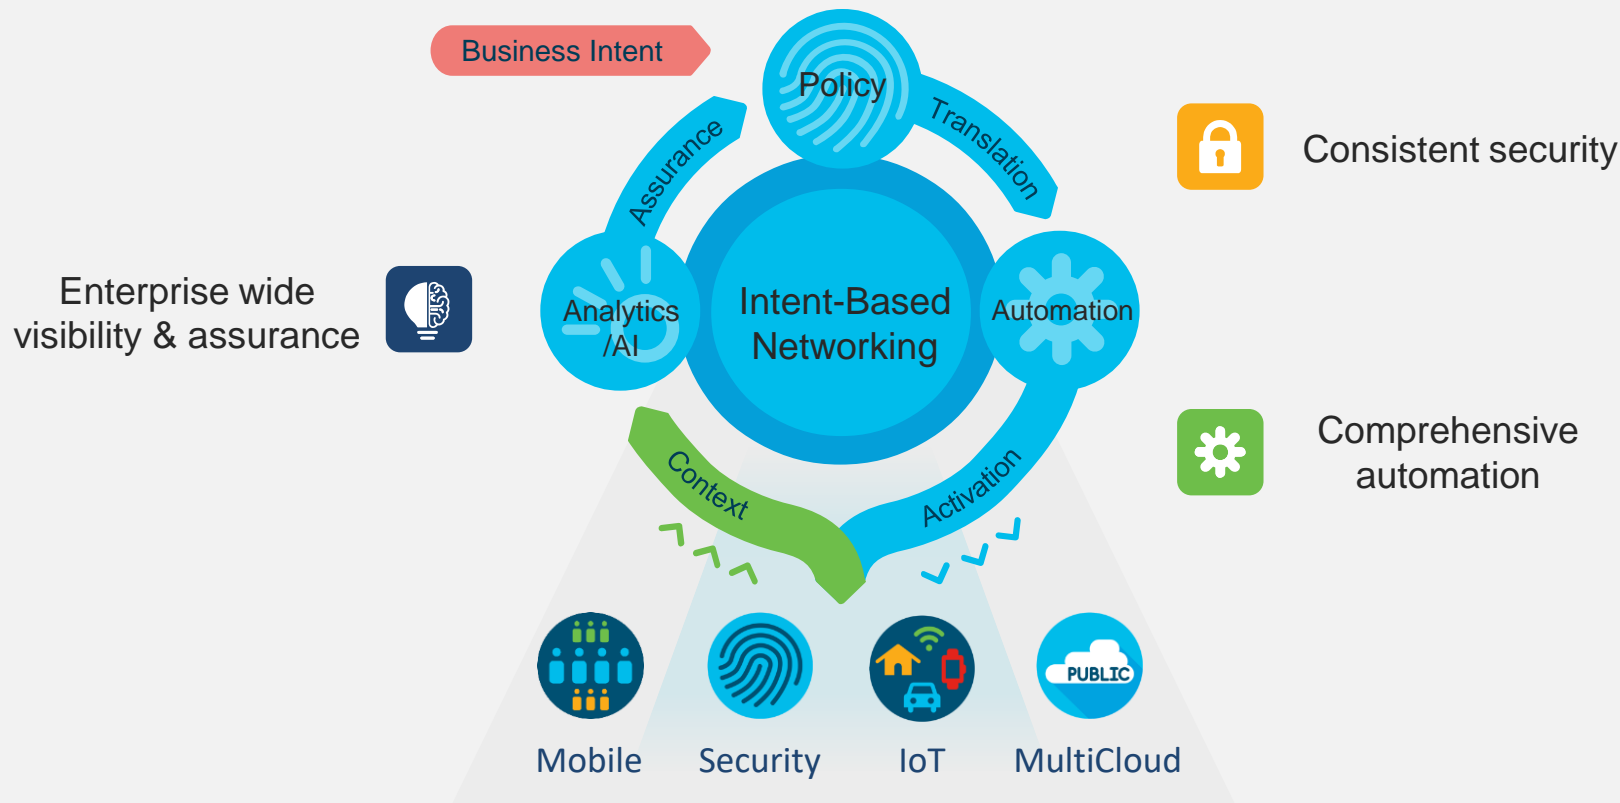 Business Intent
Policy
Translation
Assurance
Consistent security
Enterprise wide
visibility & assurance
Analytics
/AI
Intent-Based
Networking
Automation
Comprehensive
automation
Context
Activation
PUBLIC
Mobile
Security
IoT
MultiCloud